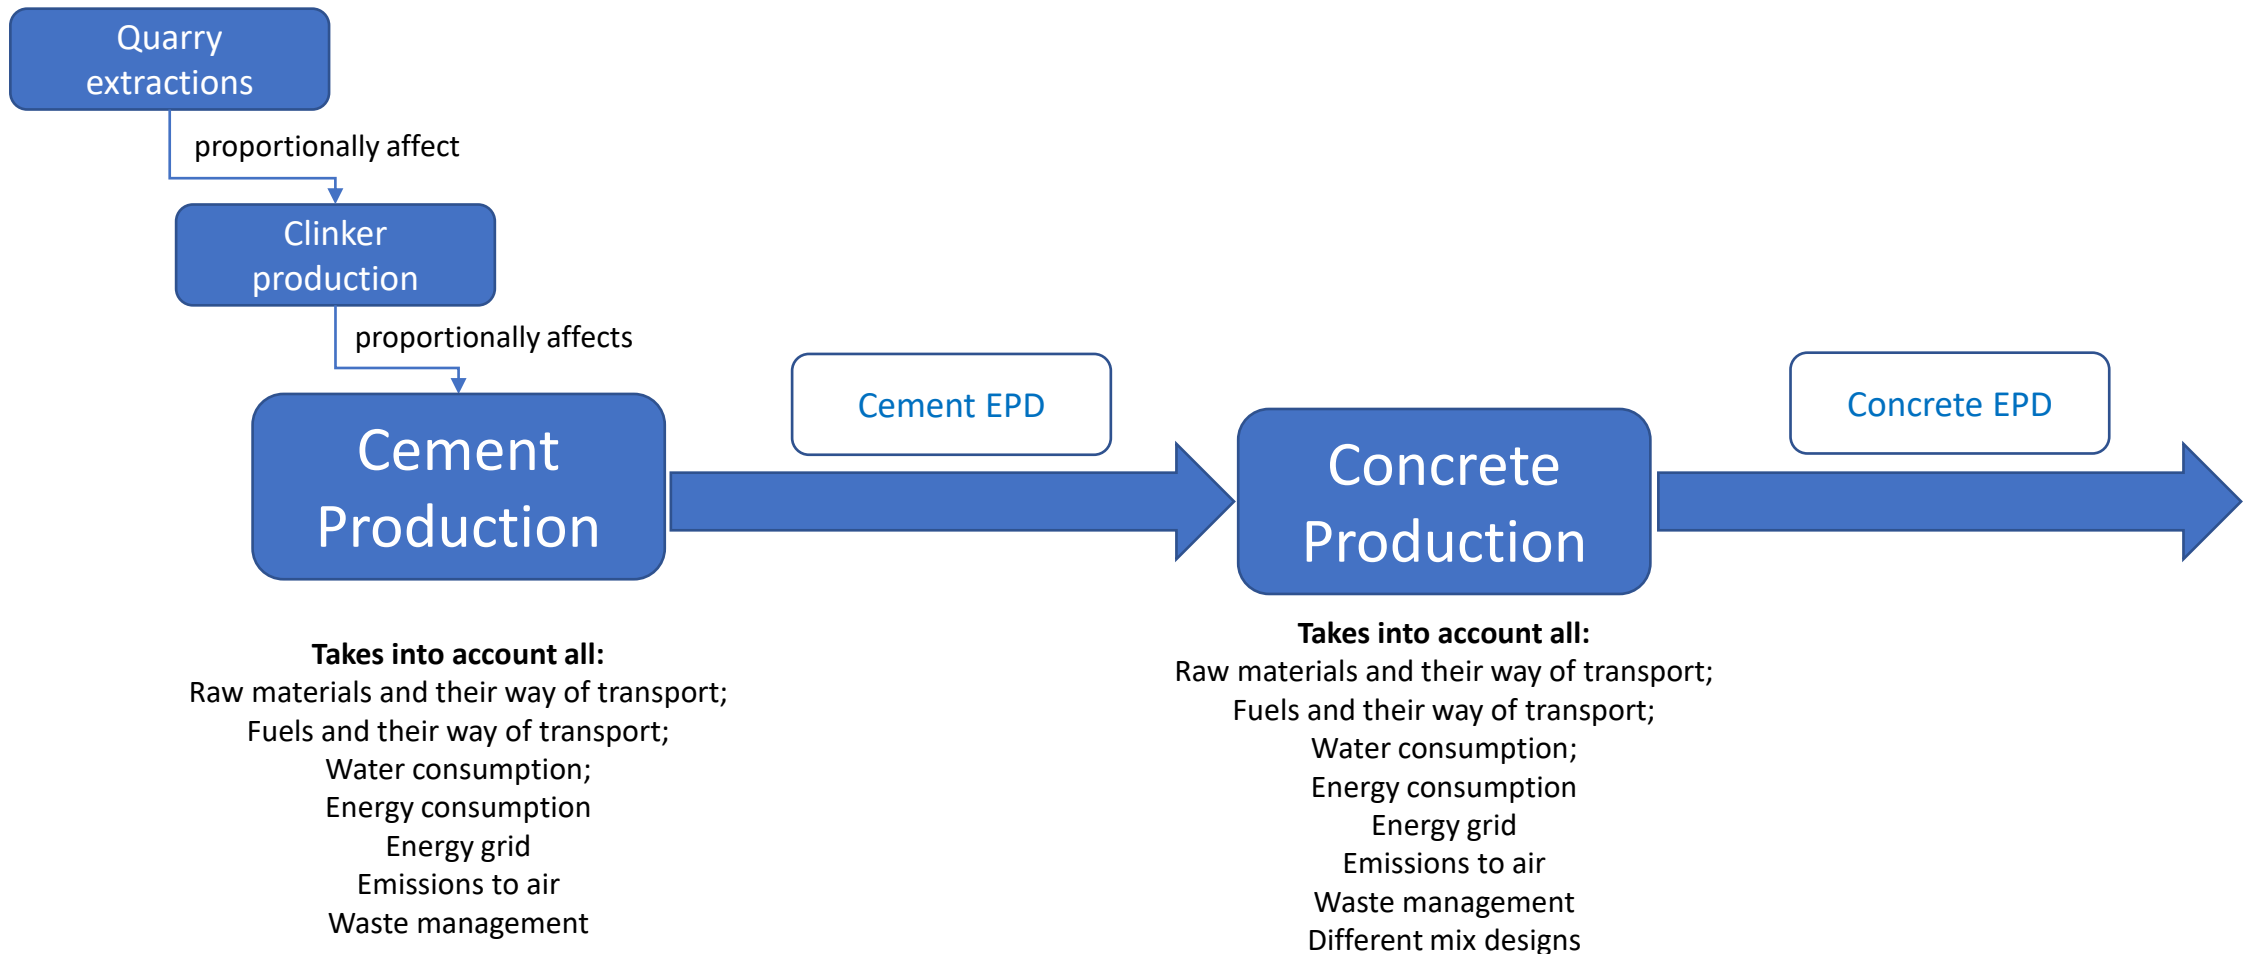 Quarry
extractions
proportionally affect
Clinker
production
proportionally affects
Cement
Production
Cement EPD
Concrete
Production
Concrete EPD
Takes into account all:
Raw materials and their way of transport;
Fuels and their way of transport;
Water consumption;
Energy consumption
Energy grid
Emissions to air
Waste management
Takes into account all:
Raw materials and their way of transport;
Fuels and their way of transport;
Water consumption;
Energy consumption
Energy grid
Emissions to air
Waste management
Different mix designs